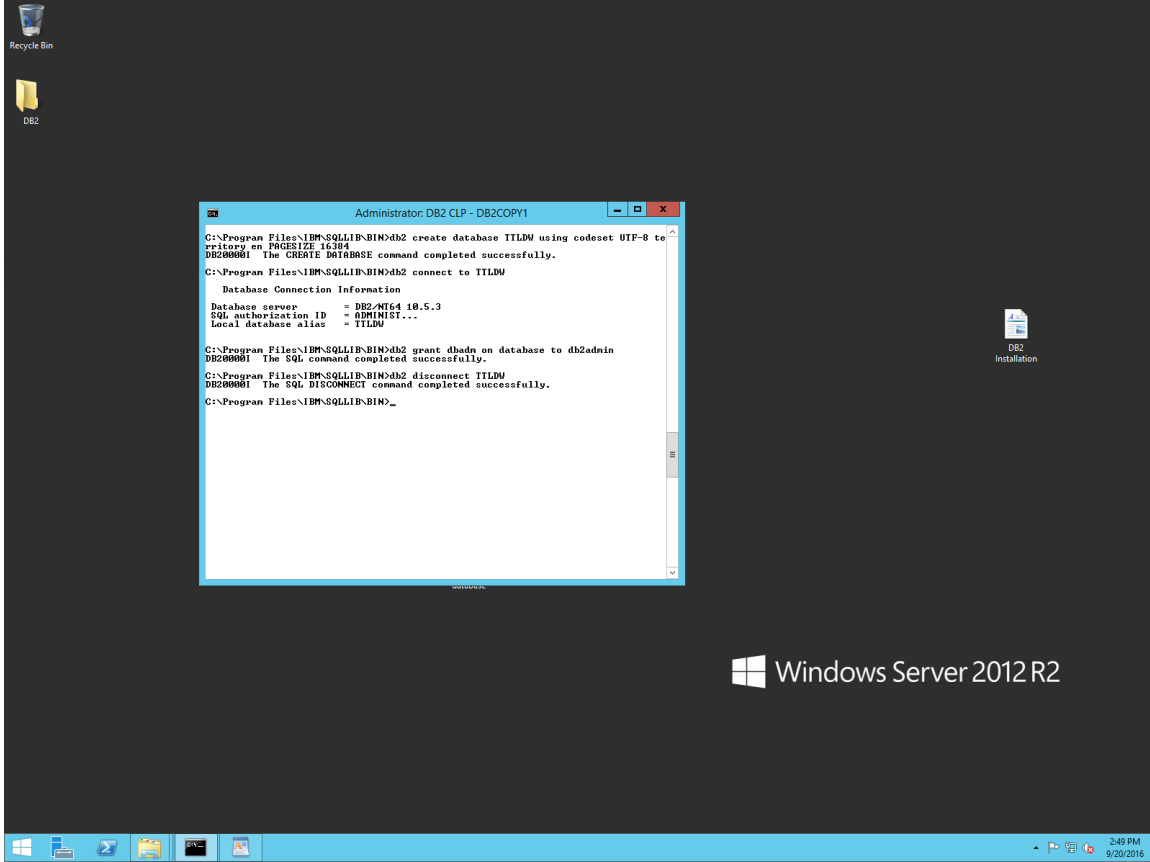 Recycle Bin
DB2
Administrator: DB2 CLP - DB2COPY1
C:\Program Files\IBM\SQLLIB\BIN>db2 create database TTLDW using codeset UTF-8 te
rritory en PAGESIZE 16384
DB20000I  The CREATE DATABASE command completed successfully.
C:\Program Files\IBM\SQLLIB\BIN>db2 connect to TTLDW
Database Connection Information
Database server        = DB2/NT64 10.5.3
SQL authorization ID   = ADMINIST...
Local database alias   = TTLDW
C:\Program Files\IBM\SQLLIB\BIN>db2 grant dbadm on database to db2admin
DB20000I  The SQL command completed successfully.
C:\Program Files\IBM\SQLLIB\BIN>db2 disconnect TTLDW
DB20000I  The SQL DISCONNECT command completed successfully.
C:\Program Files\IBM\SQLLIB\BIN>_
DB2
Installation
Windows Server 2012 R2
2:49 PM
9/20/2016